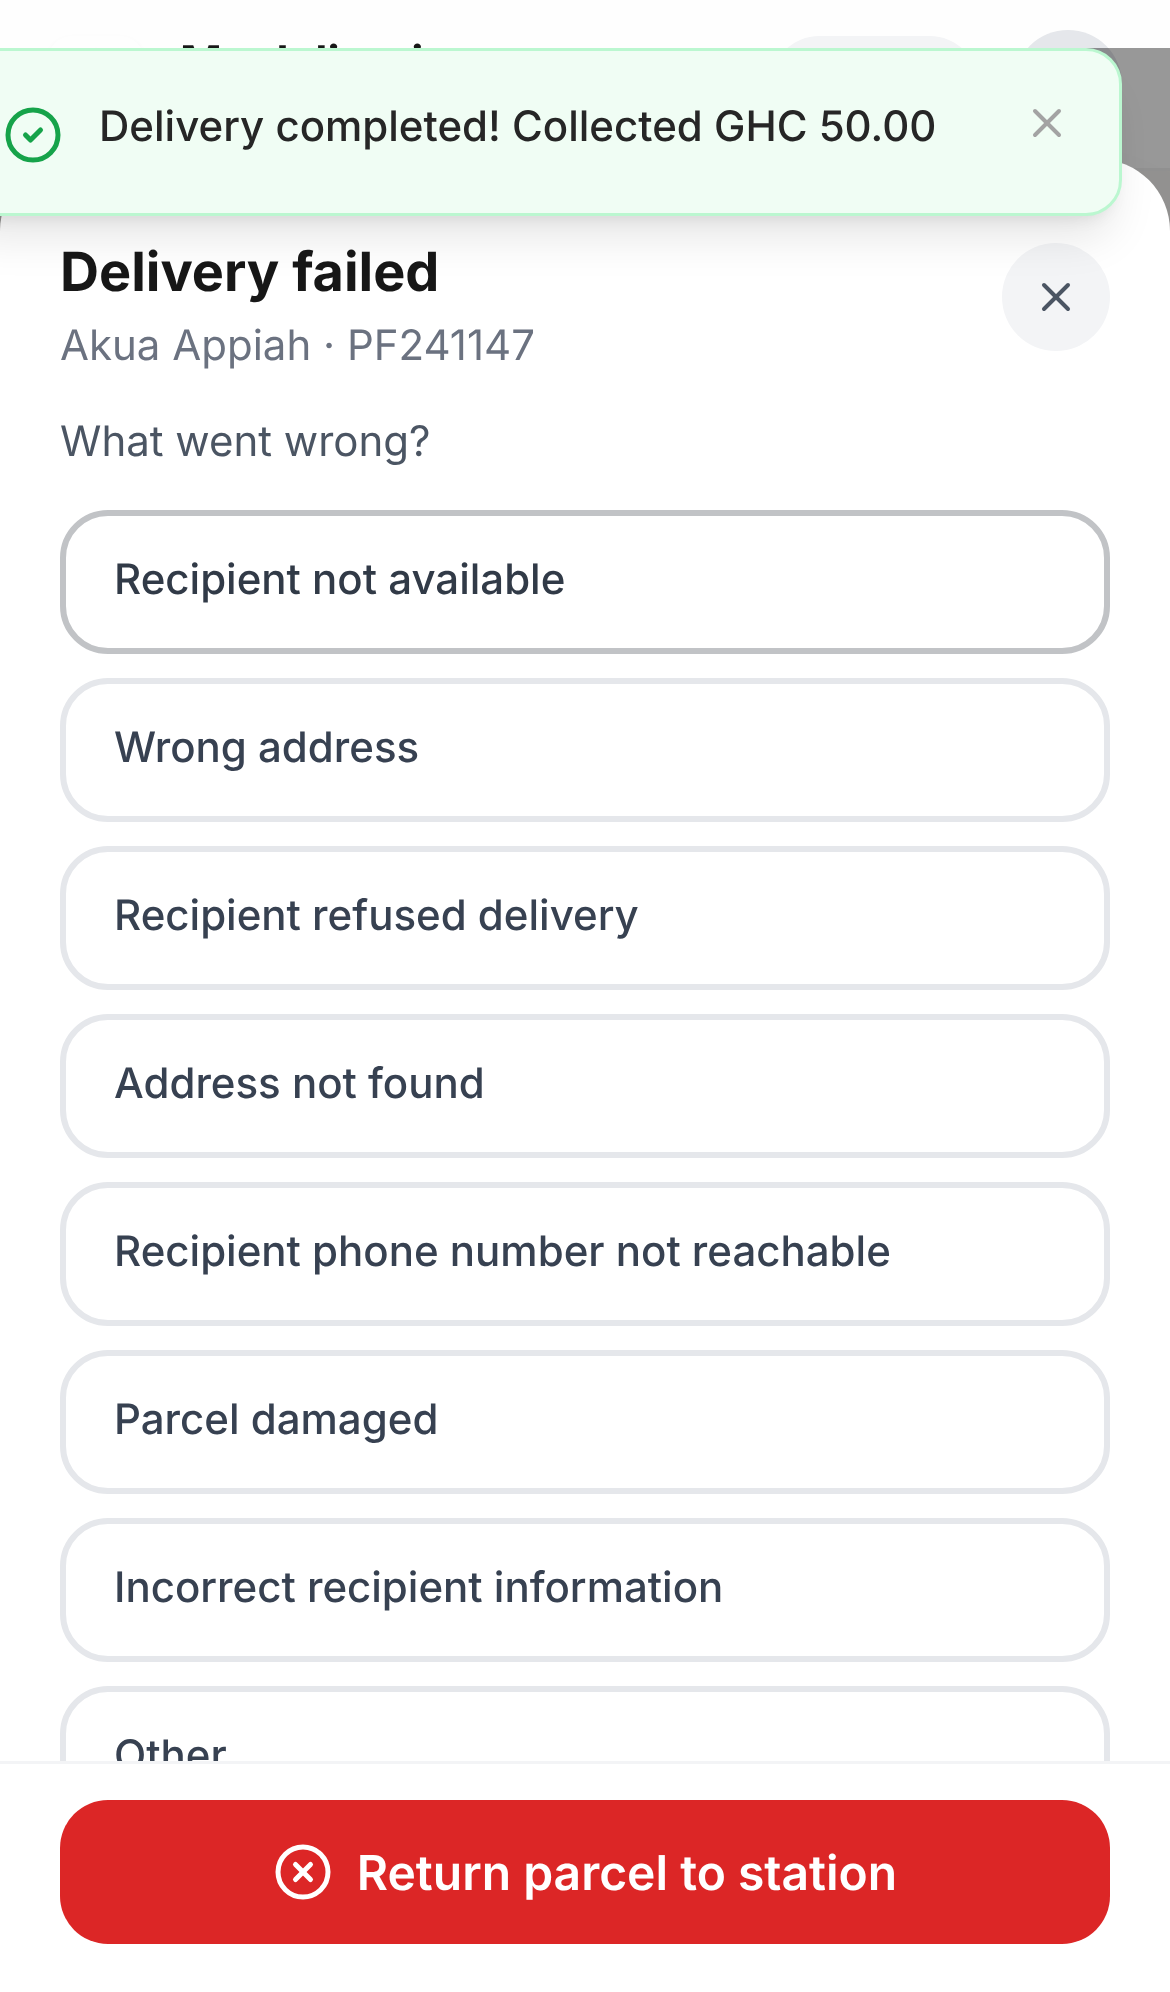 Delivery completed! Collected GHC 50.00
Delivery failed
Akua Appiah · PF241147
What went wrong?
Recipient not available
Wrong address
Recipient refused delivery
Address not found
Recipient phone number not reachable
Parcel damaged
Incorrect recipient information
Other
Return parcel to station